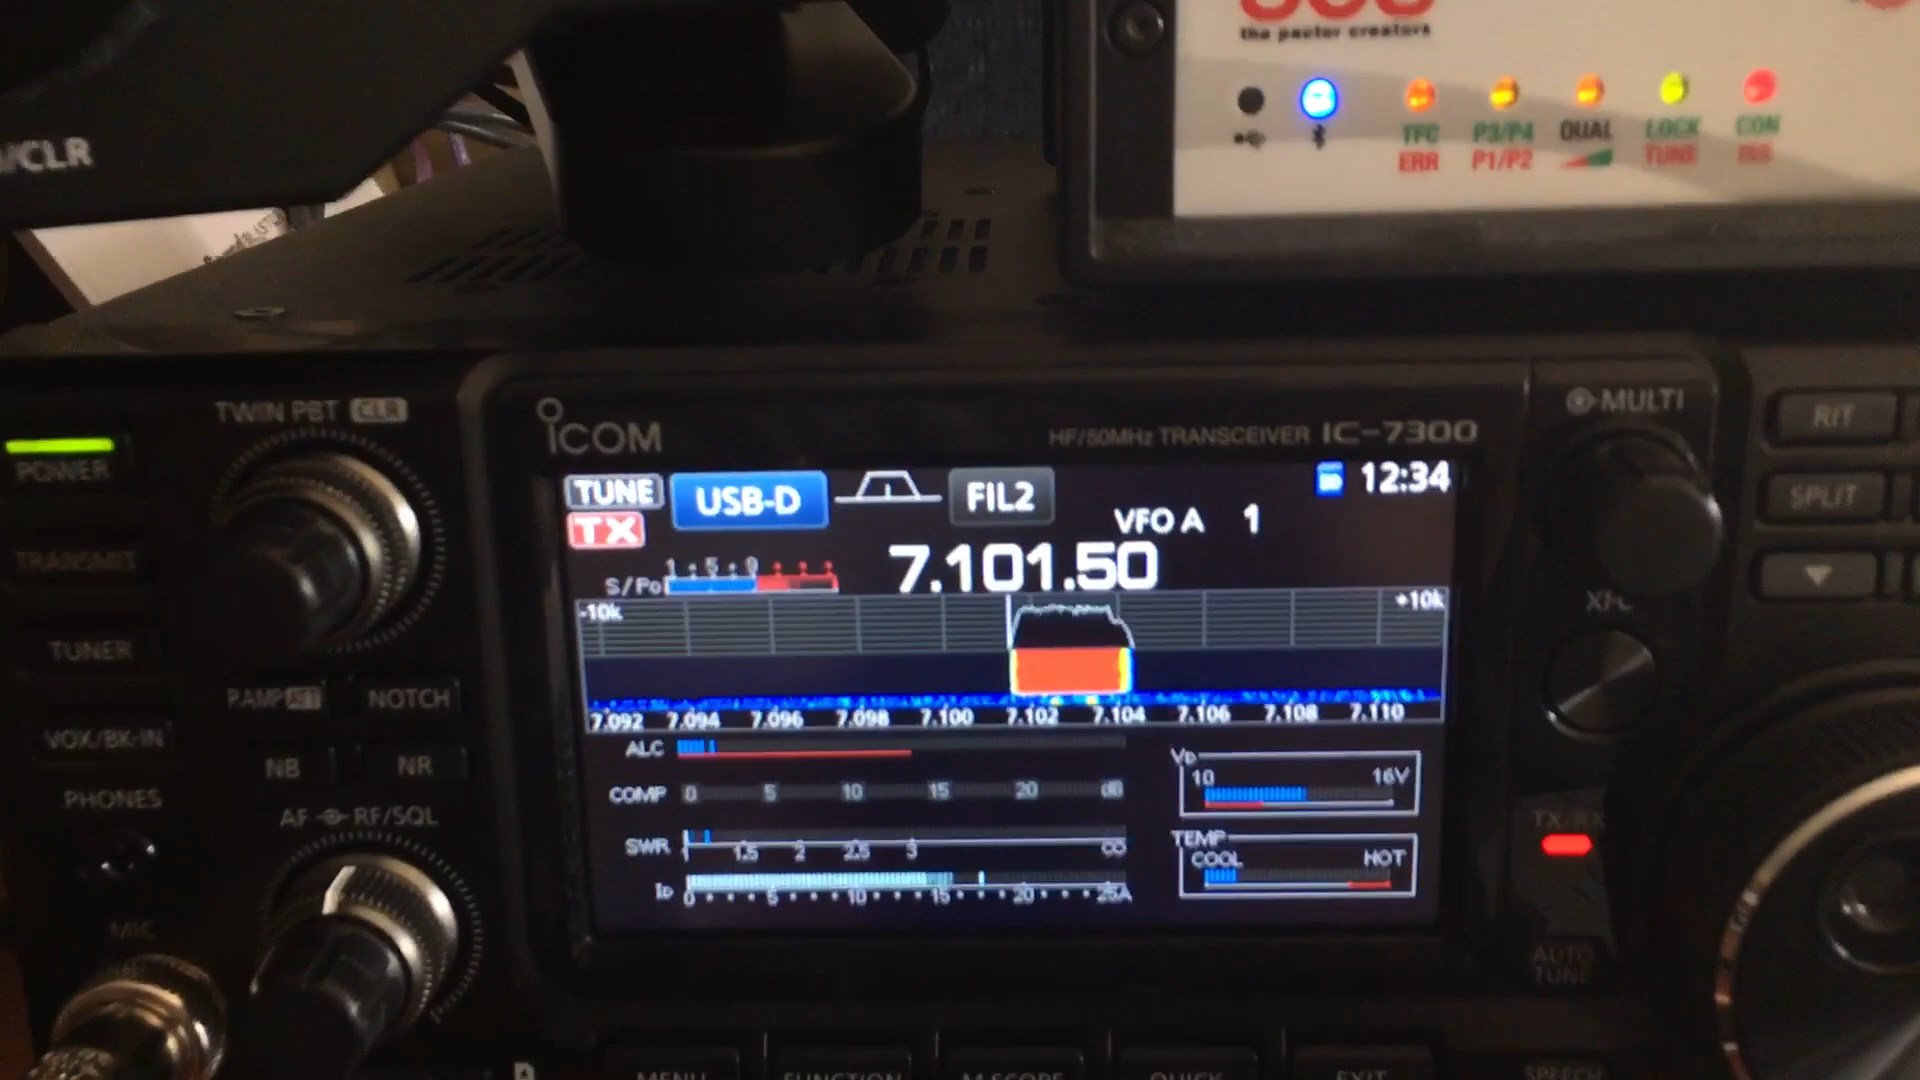 the pactor creators
TFC P3/P4 DUAL LOCK CON
ERR P1/P2 TUNE ISS
/CLR
TWIN PBT CLR
POWER
TRANSMIT
TUNER
P.AMP ATT NOTCH
VOX/BK-IN
NB NR
PHONES
AF RF/SQL
MIC
ICOM
HF/50MHz TRANSCEIVER IC-7300
TUNE USB-D FIL2 12:34
TX VFO A 1
7.101.50
S/Po 1 5 9
-10k +10k
7.092 7.094 7.096 7.098 7.100 7.102 7.104 7.106 7.108 7.110
ALC
COMP 0 5 10 15 20 dB
SWR 1 1.5 2 2.5 3 ∞
ID 0 5 10 15 20 25A
VD
10 16V
TEMP
COOL HOT
MULTI
RIT
SPLIT
TX/RX
AUTO
TUNE
MENU FUNCTION M.SCOPE QUICK EXIT SPEECH